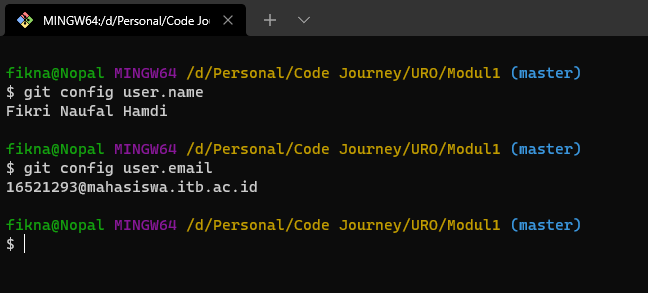 MINGW64:/d/Personal/Code Jou
fikna@Nopal MINGW64 /d/Personal/Code Journey/URO/Modul1 (master)
$ git config user.name
Fikri Naufal Hamdi
fikna@Nopal MINGW64 /d/Personal/Code Journey/URO/Modul1 (master)
$ git config user.email
16521293@mahasiswa.itb.ac.id
fikna@Nopal MINGW64 /d/Personal/Code Journey/URO/Modul1 (master)
$